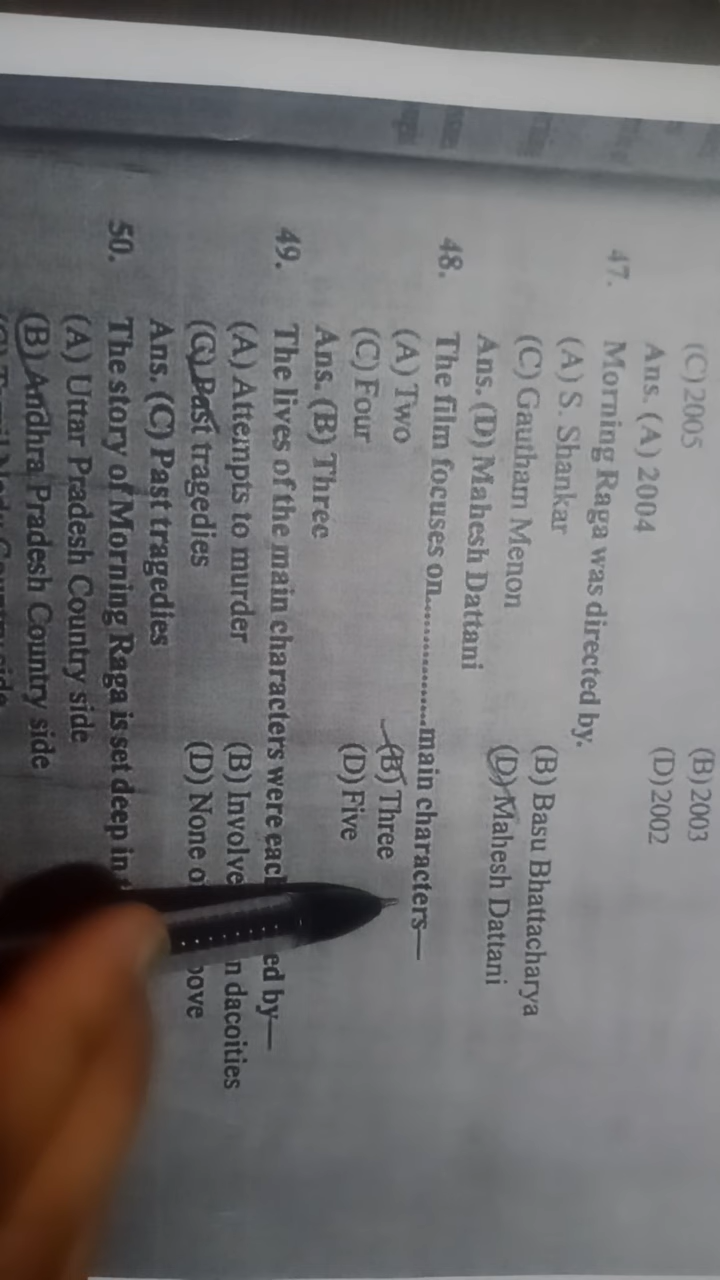 (B) 2003
(C) 2005
(D) 2002
Ans. (A) 2004
47. Morning Raga was directed by.
(A) S. Shankar (B) Basu Bhattacharya
(C) Gautham Menon (D) Mahesh Dattani
Ans. (D) Mahesh Dattani
48. The film focuses on..................main characters—
(A) Two (B) Three
(C) Four (D) Five
Ans. (B) Three
49. The lives of the main characters were each ed by—
(A) Attempts to murder (B) Involve n dacoities
(C) Past tragedies (D) None of bove
Ans. (C) Past tragedies
50. The story of Morning Raga is set deep in
(A) Uttar Pradesh Country side
(B) Andhra Pradesh Country side